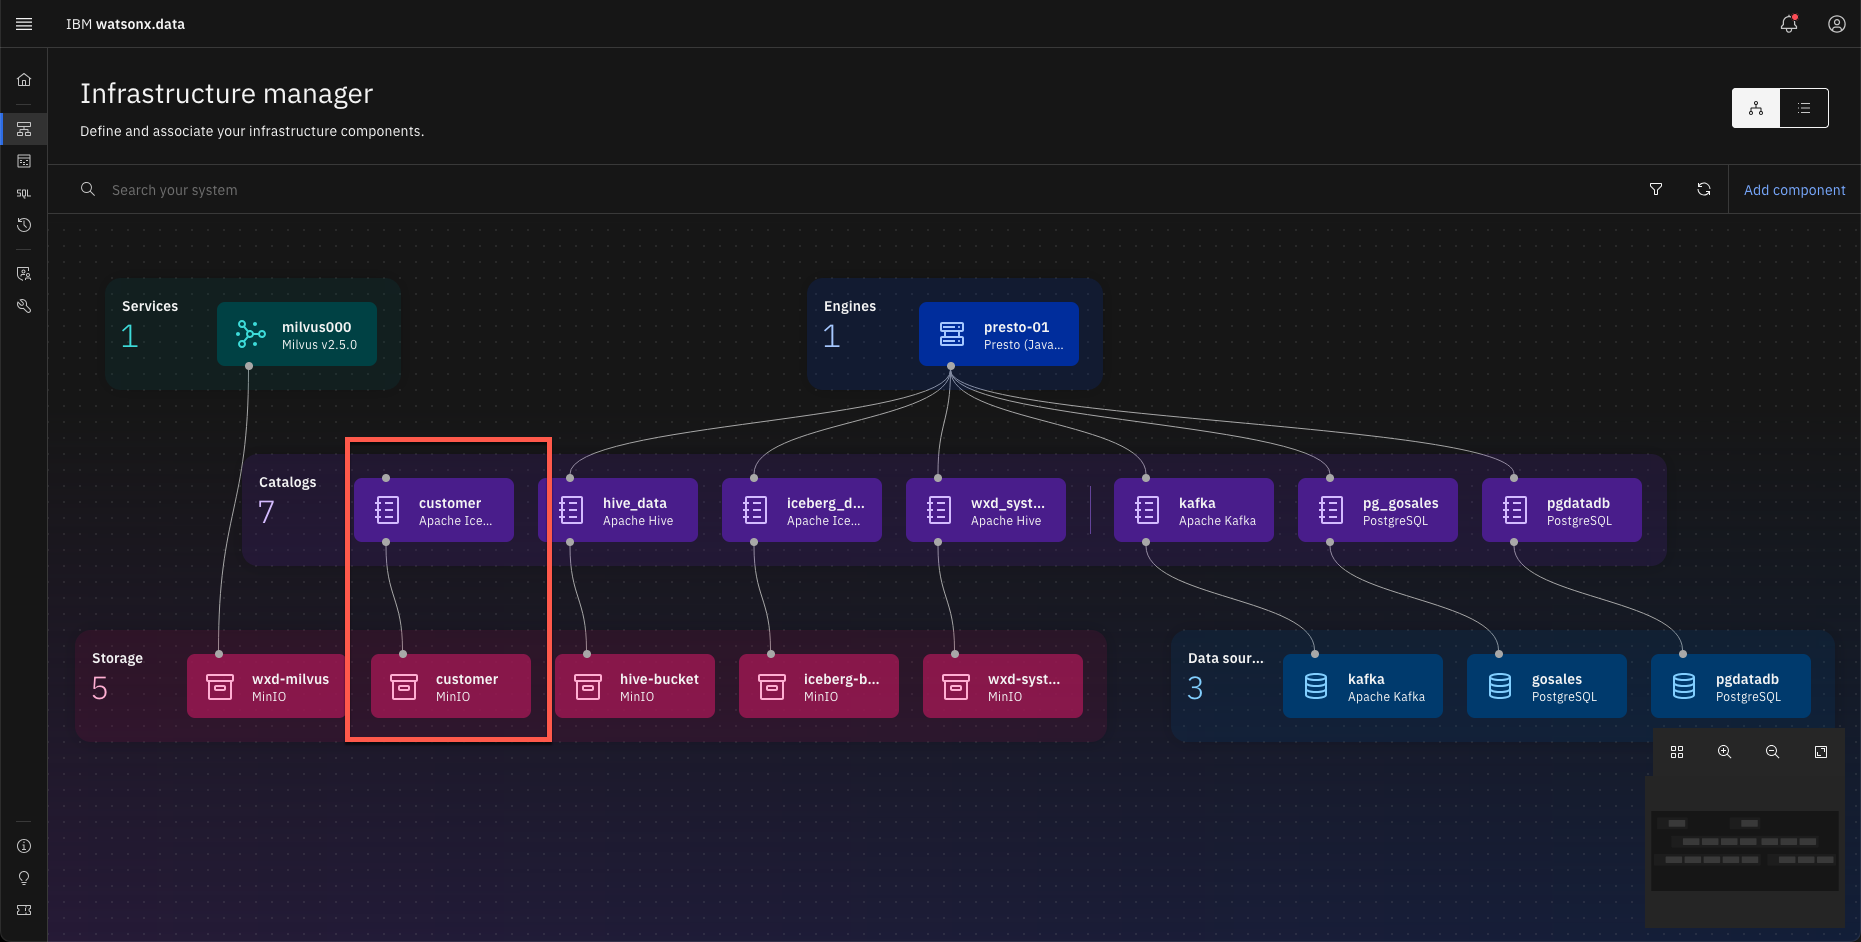 IBM watsonx.data
Infrastructure manager
Define and associate your infrastructure components.
Search your system
Add component
Services
1
milvus000
Milvus v2.5.0
Engines
1
presto-01
Presto (Java...
Catalogs
7
customer
Apache Ice...
hive_data
Apache Hive
iceberg_d...
Apache Ice...
wxd_syst...
Apache Hive
kafka
Apache Kafka
pg_gosales
PostgreSQL
pgdatadb
PostgreSQL
Storage
5
wxd-milvus
MinIO
customer
MinIO
hive-bucket
MinIO
iceberg-b...
MinIO
wxd-syst...
MinIO
Data sour...
3
kafka
Apache Kafka
gosales
PostgreSQL
pgdatadb
PostgreSQL
SQL